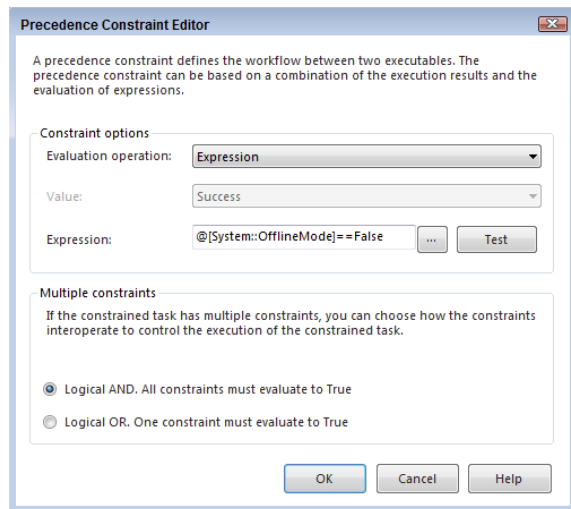 Precedence Constraint Editor
A precedence constraint defines the workflow between two executables. The
precedence constraint can be based on a combination of the execution results and the
evaluation of expressions.
Constraint options
Evaluation operation: Expression
Value: Success
Expression: @[System::OfflineMode]==False ... Test
Multiple constraints
If the constrained task has multiple constraints, you can choose how the constraints
interoperate to control the execution of the constrained task.
Logical AND. All constraints must evaluate to True
Logical OR. One constraint must evaluate to True
OK Cancel Help